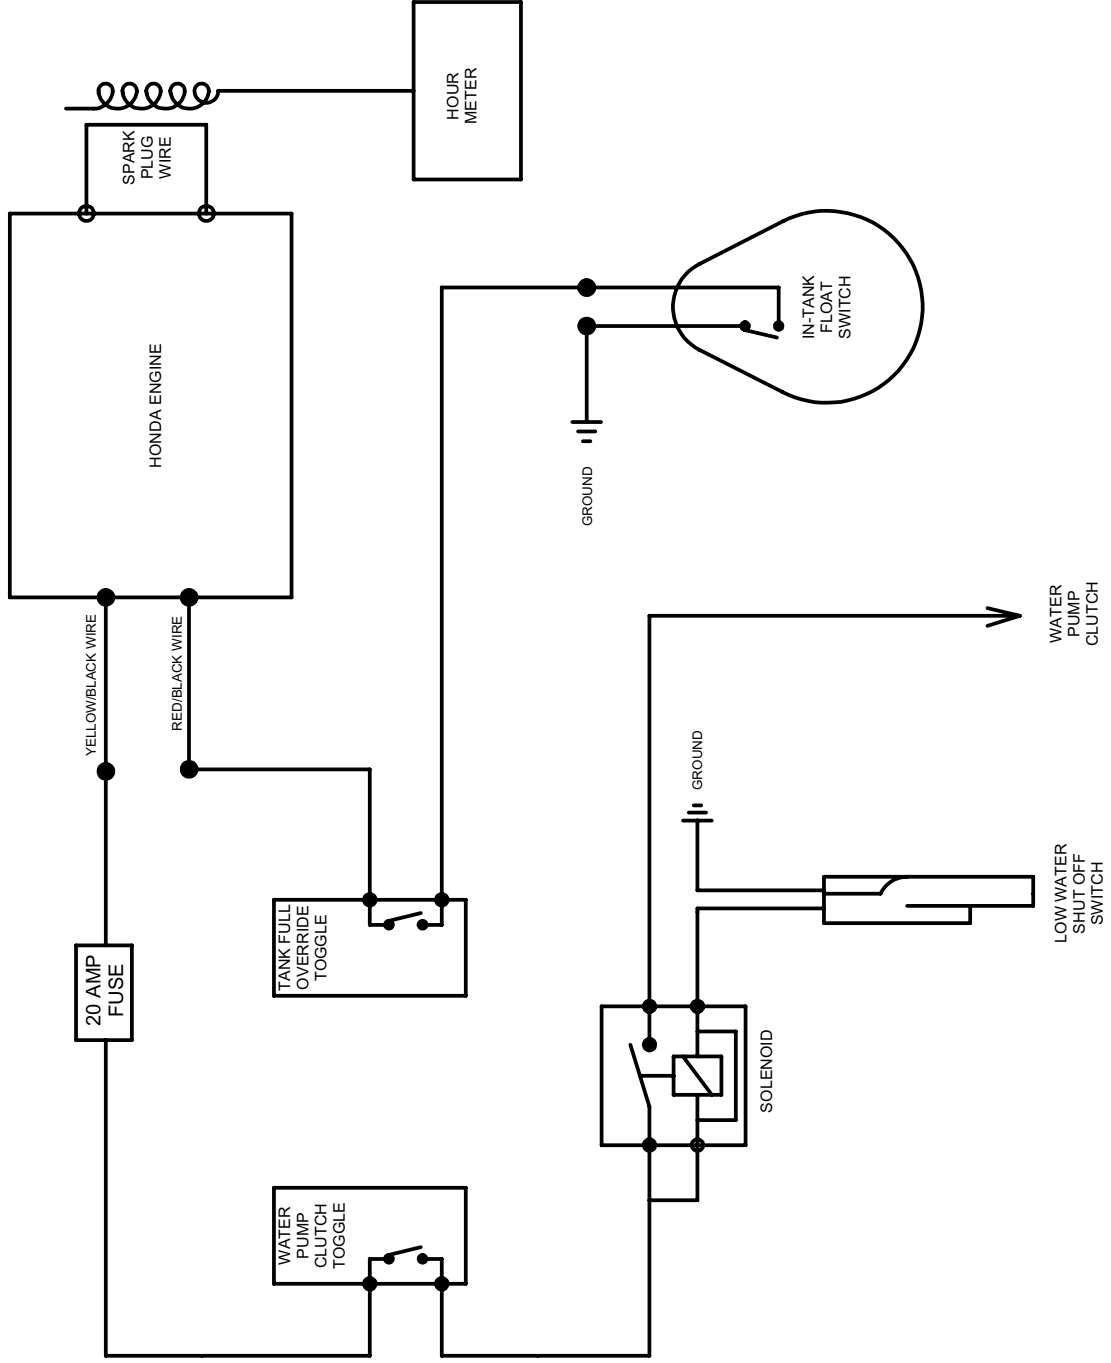 HOUR
METER
SPARK
PLUG
WIRE
HONDA ENGINE
IN-TANK
FLOAT
SWITCH
GROUND
YELLOW/BLACK WIRE
RED/BLACK WIRE
WATER
PUMP
CLUTCH
GROUND
TANK FULL
OVERRIDE
TOGGLE
20 AMP
FUSE
LOW WATER
SHUT OFF
SWITCH
SOLENOID
WATER
PUMP
CLUTCH
TOGGLE